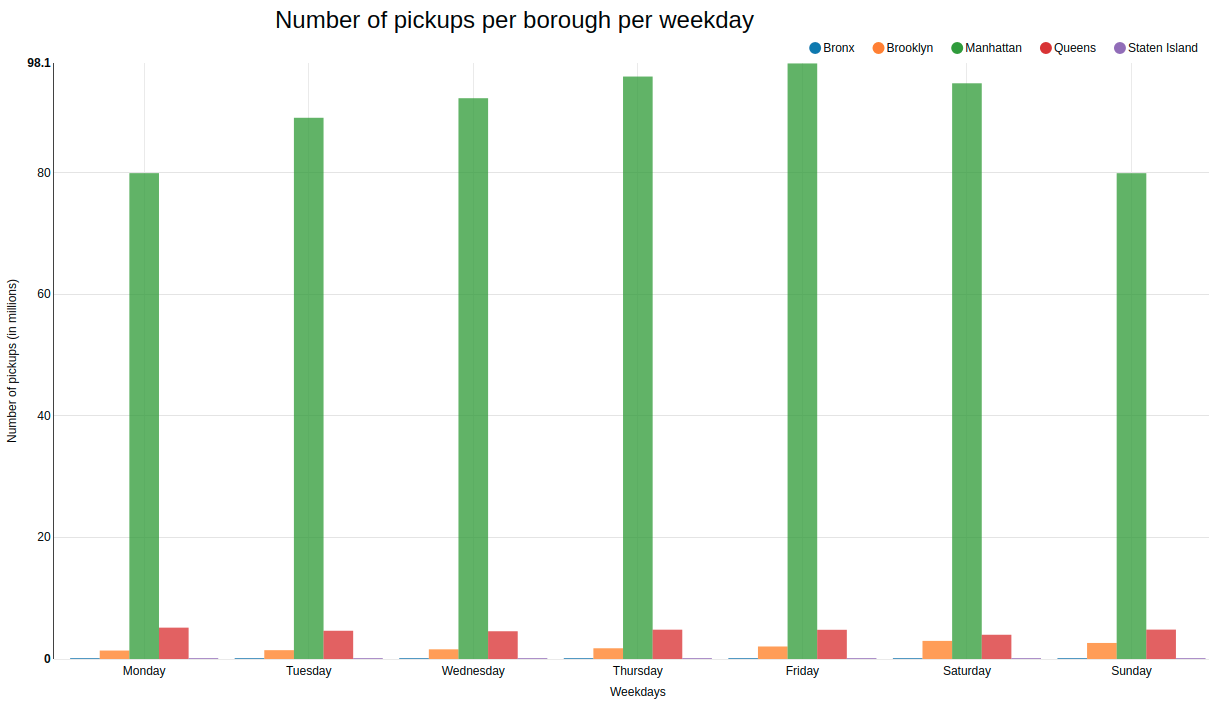 Number of pickups per borough per weekday
Bronx Brooklyn Manhattan Queens Staten Island
98.1
80
60
40
20
0
Number of pickups (in millions)
Monday Tuesday Wednesday Thursday Friday Saturday Sunday
Weekdays